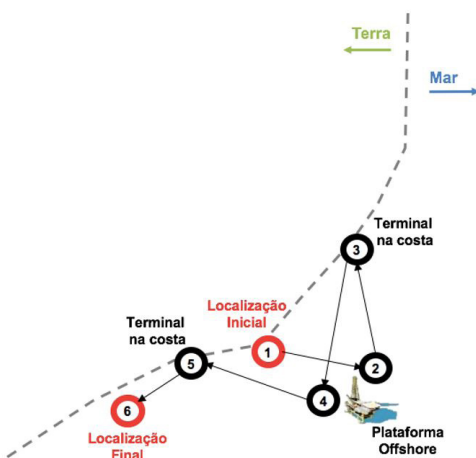 Terra
Mar
Terminal
na costa
3
Localização
Inicial
Terminal
na costa
1
2
5
4
6
Plataforma
Offshore
Localização
Final